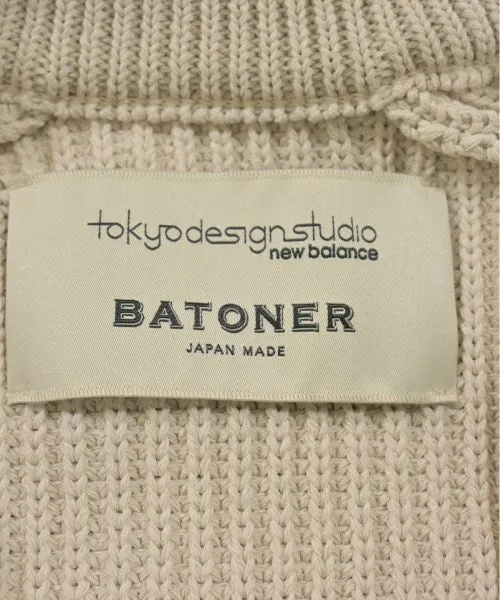 tokyodesignstudio
new balance
BATONER
JAPAN MADE